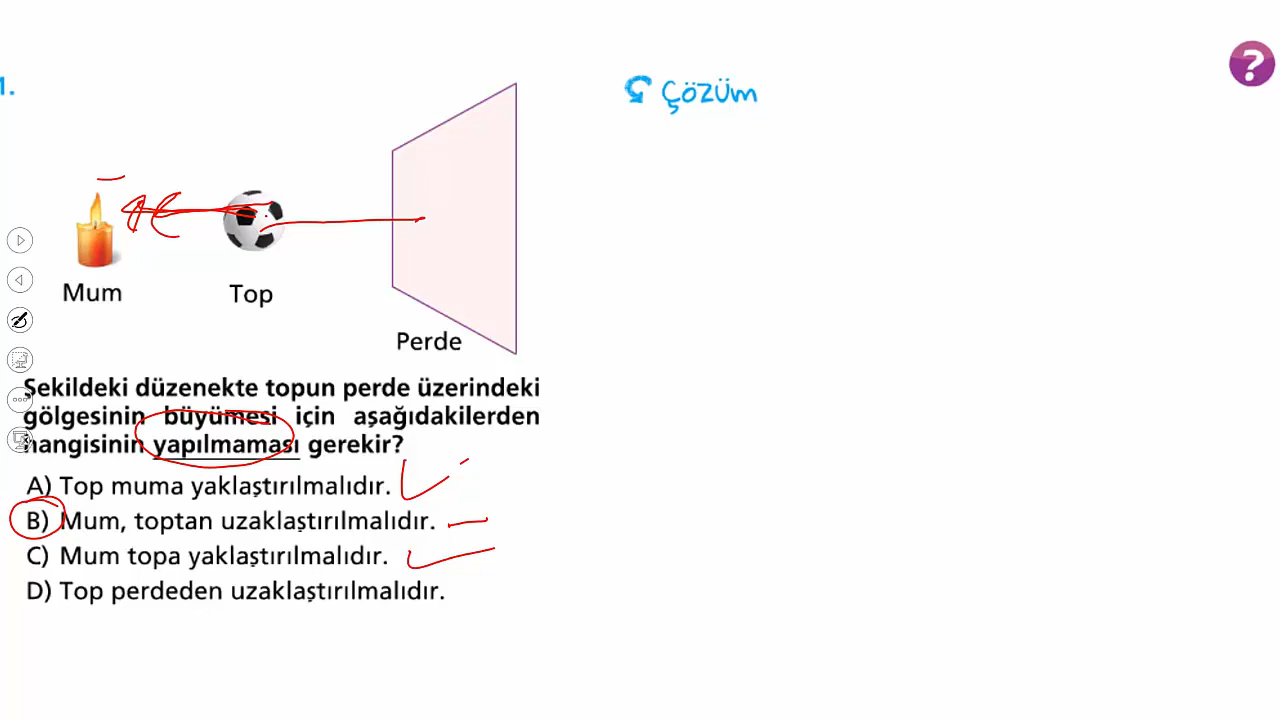 1.
Çözüm
?
Mum
Top
Perde
Şekildeki düzenekte topun perde üzerindeki
gölgesinin büyümesi için aşağıdakilerden
hangisinin yapılmaması gerekir?
A) Top muma yaklaştırılmalıdır.
B) Mum, toptan uzaklaştırılmalıdır.
C) Mum topa yaklaştırılmalıdır.
D) Top perdeden uzaklaştırılmalıdır.